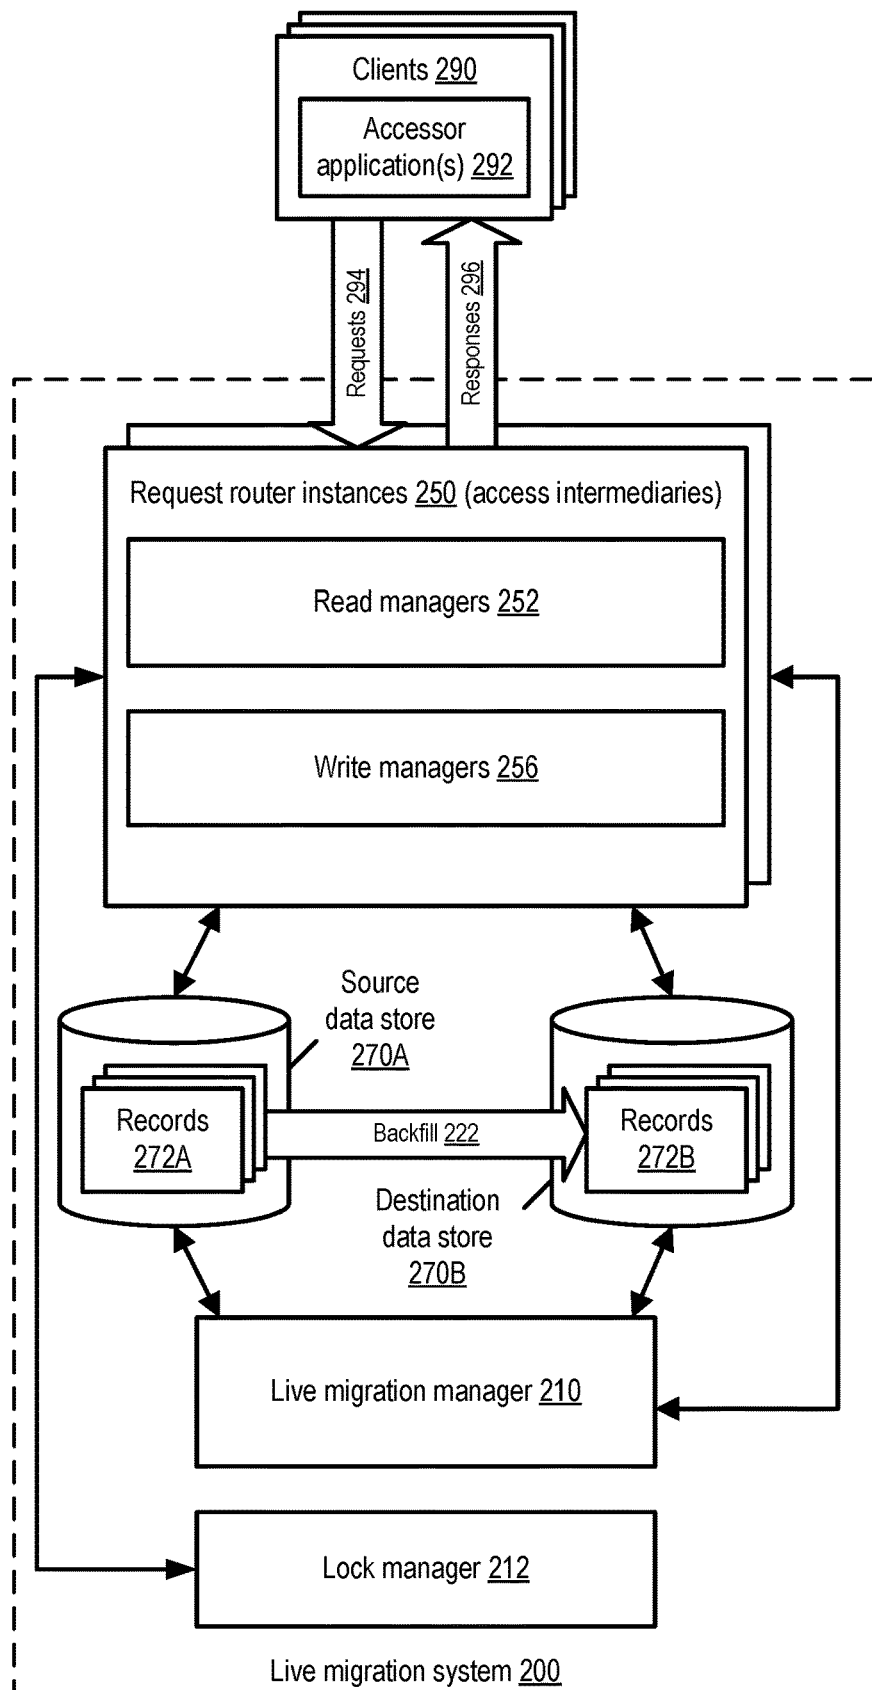 Clients 290
Accessor
application(s) 292
Requests 294
Responses 296
Request router instances 250 (access intermediaries)
Read managers 252
Write managers 256
Source
data store
270A
Records
272A
Backfill 222
Records
272B
Destination
data store
270B
Live migration manager 210
Lock manager 212
Live migration system 200